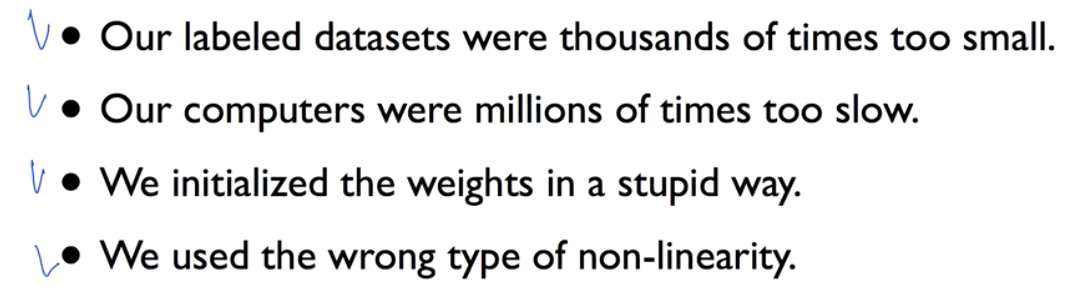 • Our labeled datasets were thousands of times too small.
• Our computers were millions of times too slow.
• We initialized the weights in a stupid way.
• We used the wrong type of non-linearity.